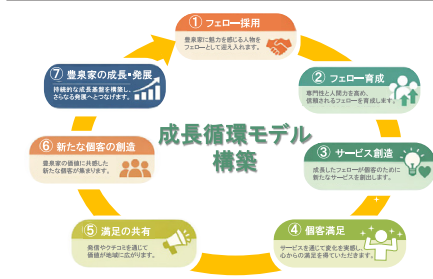 ① フェロー採用
豊泉家に魅力を感じる人物を
フェローとして迎え入れます。
② フェロー育成
専門性と人間力を高め、
信頼されるフェローを育成します。
③ サービス創造
成長したフェローが個客のために
新たなサービスを創出します。
④ 個客満足
サービスを通じて変化を実感し、
心からの満足を得ていただきます。
⑤ 満足の共有
発信やクチコミを通じて
価値が地域に広がります。
⑥ 新たな個客の創造
豊泉家の価値に共感した
新たな個客が集まります。
⑦ 豊泉家の成長・発展
持続的な成長基盤を構築し、
さらなる発展へとつなげます。
成長循環モデル
構築